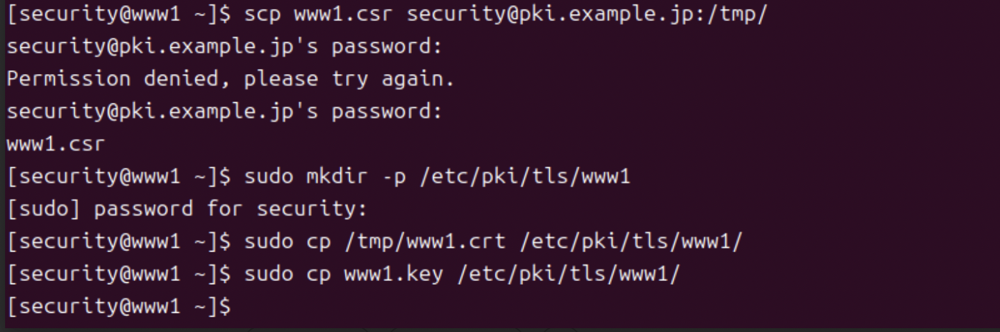 [security@www1 ~]$ scp www1.csr security@pki.example.jp:/tmp/
security@pki.example.jp's password:
Permission denied, please try again.
security@pki.example.jp's password:
www1.csr
[security@www1 ~]$ sudo mkdir -p /etc/pki/tls/www1
[sudo] password for security:
[security@www1 ~]$ sudo cp /tmp/www1.crt /etc/pki/tls/www1/
[security@www1 ~]$ sudo cp www1.key /etc/pki/tls/www1/
[security@www1 ~]$